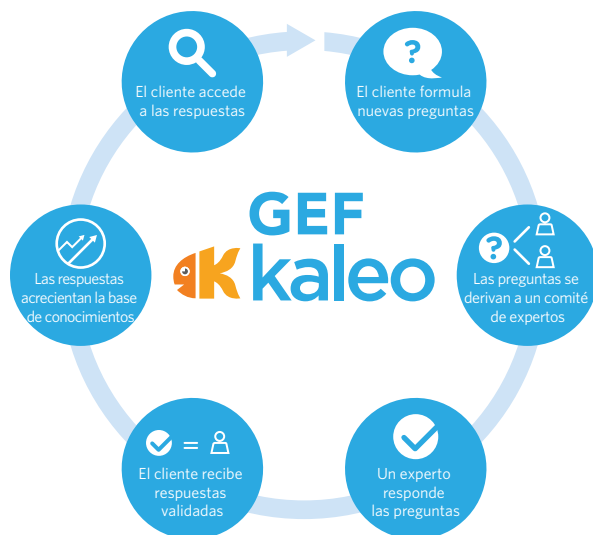 El cliente accede
a las respuestas
?
El cliente formula
nuevas preguntas
GEF
kaleo
?
Las preguntas se
derivan a un comité
de expertos
Las respuestas
acrecientan la base
de conocimientos
=
El cliente recibe
respuestas
validadas
Un experto
responde
las preguntas